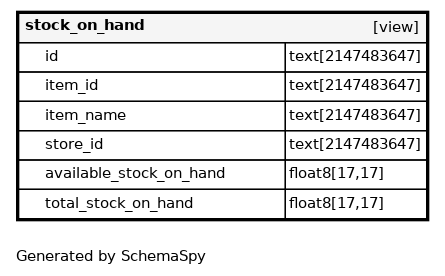 stock_on_hand [view]
id text[2147483647]
item_id text[2147483647]
item_name text[2147483647]
store_id text[2147483647]
available_stock_on_hand float8[17,17]
total_stock_on_hand float8[17,17]
Generated by SchemaSpy